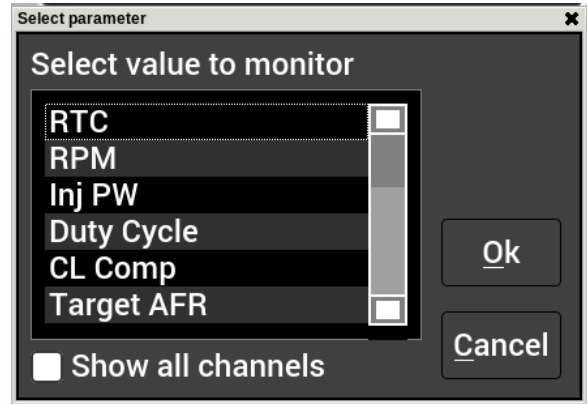 Select parameter
Select value to monitor
RTC
RPM
Inj PW
Duty Cycle
CL Comp
Target AFR
Ok
Cancel
Show all channels